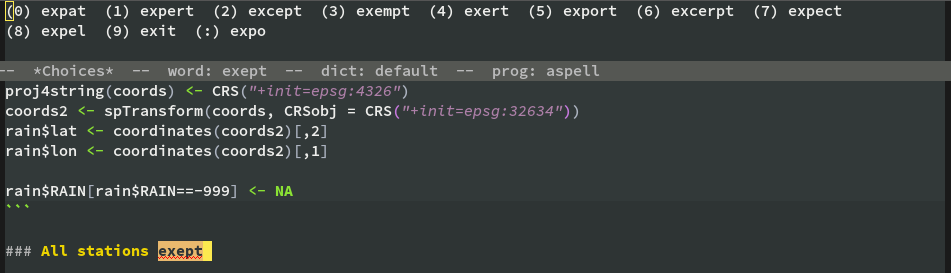 (0) expat  (1) expert  (2) except  (3) exempt  (4) exert  (5) export  (6) excerpt  (7) expect
(8) expel  (9) exit  (:) expo
--  *Choices*  --  word: exept  --  dict: default  --  prog: aspell
proj4string(coords) <- CRS("+init=epsg:4326")
coords2 <- spTransform(coords, CRSobj = CRS("+init=epsg:32634"))
rain$lat <- coordinates(coords2)[,2]
rain$lon <- coordinates(coords2)[,1]
rain$RAIN[rain$RAIN==-999] <- NA
```
### All stations exept